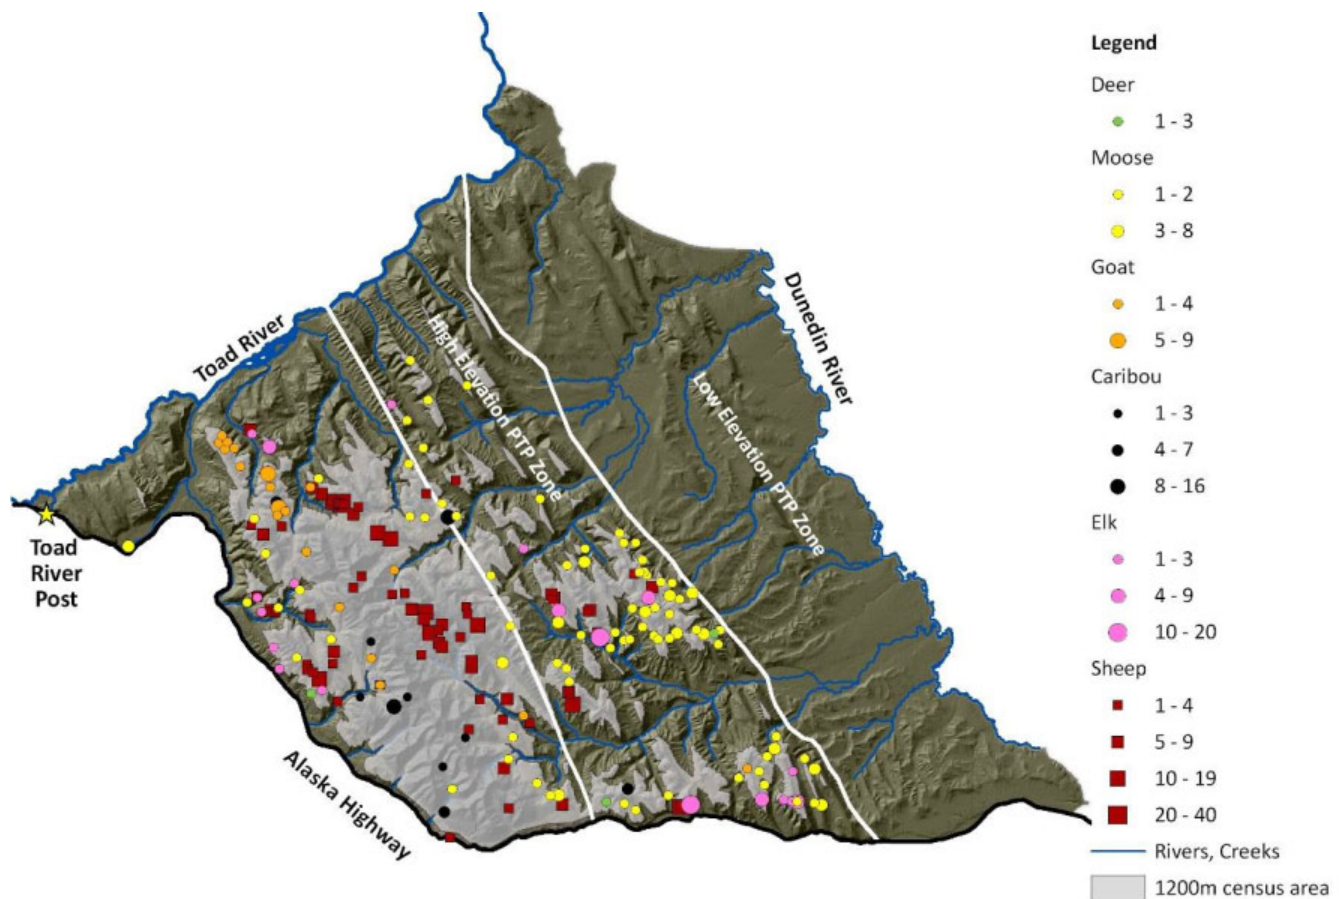 Legend
Deer
1 - 3
Moose
1 - 2
3 - 8
Goat
1 - 4
5 - 9
Caribou
1 - 3
4 - 7
8 - 16
Elk
1 - 3
4 - 9
10 - 20
Sheep
1 - 4
5 - 9
10 - 19
20 - 40
Rivers, Creeks
1200m census area
Toad River
High Elevation PTP Zone
Low Elevation PTP Zone
Dunedin River
Toad
River
Post
Alaska Highway